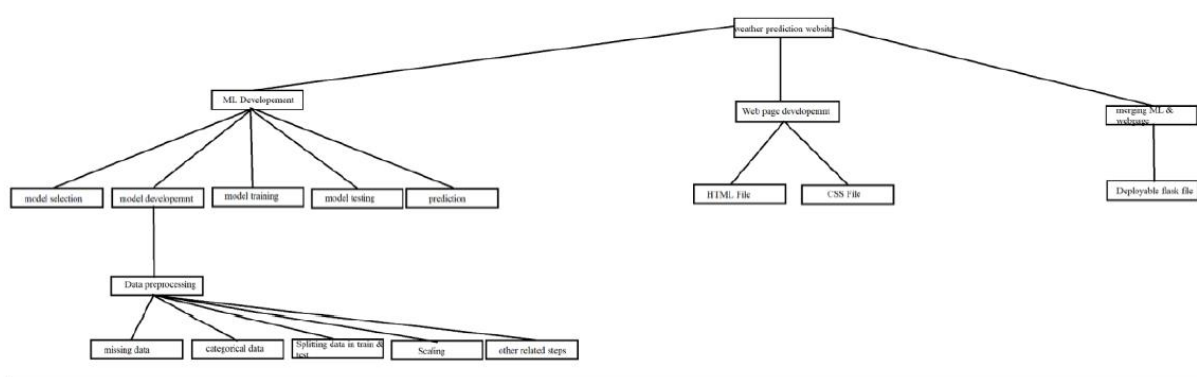 weather prediction website
ML Developement
Web page developemnt
merging ML &
webpage
model selection
model developemnt
model training
model testing
prediction
HTML File
CSS File
Deployable flask file
Data preprocessing
missing data
categorical data
Splitting data in train &
test
Scaling
other related steps